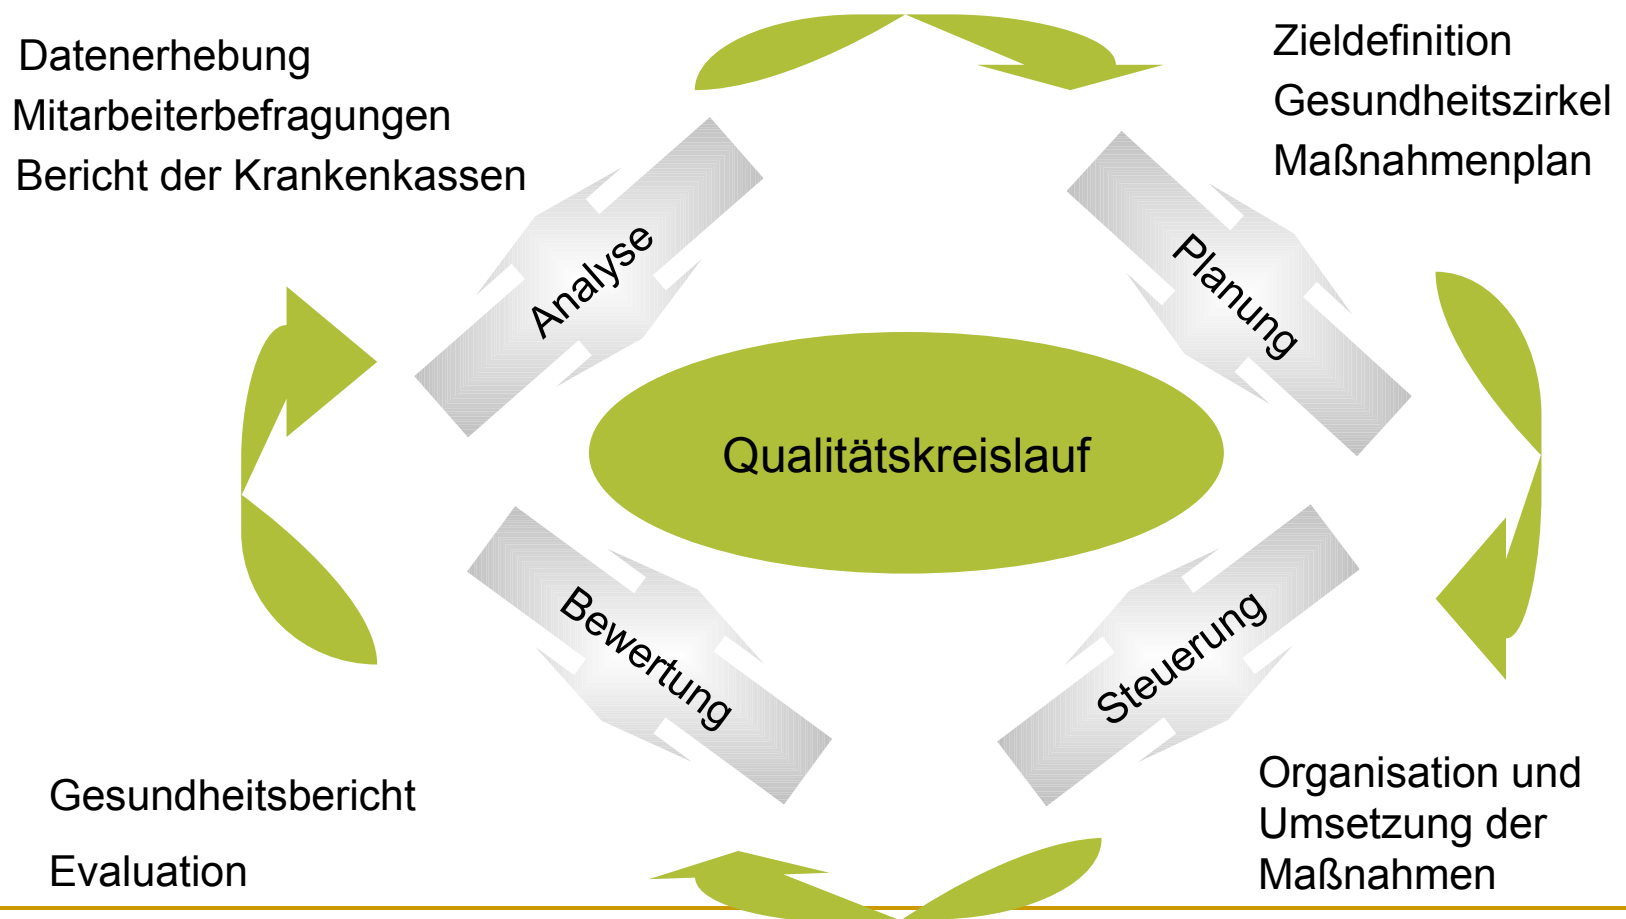 Datenerhebung
Mitarbeiterbefragungen
Bericht der Krankenkassen
Zieldefinition
Gesundheitszirkel
Maßnahmenplan
Analyse
Planung
Qualitätskreislauf
Bewertung
Steuerung
Gesundheitsbericht
Evaluation
Organisation und
Umsetzung der
Maßnahmen